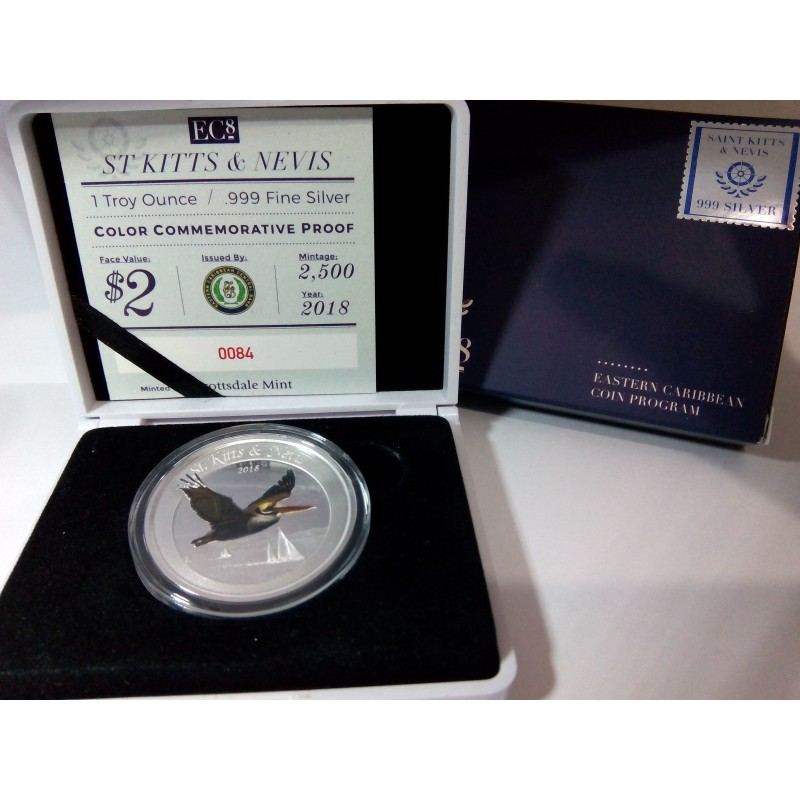 EC8
ST KITTS & NEVIS
1 Troy Ounce / .999 Fine Silver
COLOR COMMEMORATIVE PROOF
Face Value:
$2
Issued By:
Mintage:
2,500
Year:
2018
0084
Minted Scottsdale Mint
St. Kitts & Nevis
2018
SAINT KITTS
& NEVIS
999 SILVER
8
EASTERN CARIBBEAN
COIN PROGRAM